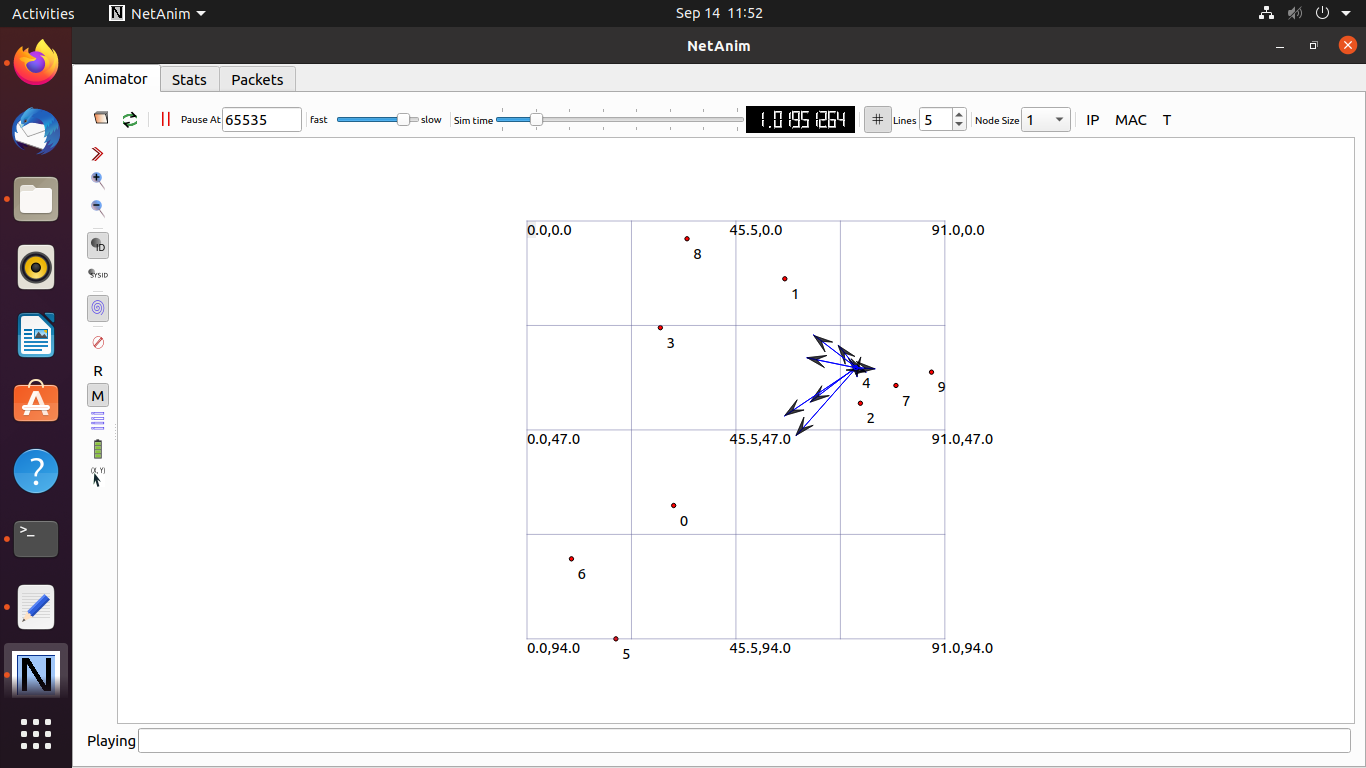 Activities NetAnim Sep 14 11:52
NetAnim
Animator Stats Packets
Pause At 65535 fast slow Sim time 1.01951264 # Lines 5 Node Size 1 IP MAC T
ID
SYSID
R
M
(X, Y)
0.0,0.0 45.5,0.0 91.0,0.0
8
1
3
4 9
7
2
0.0,47.0 45.5,47.0 91.0,47.0
0
6
0.0,94.0 45.5,94.0 91.0,94.0
5
>_
?
N
Playing